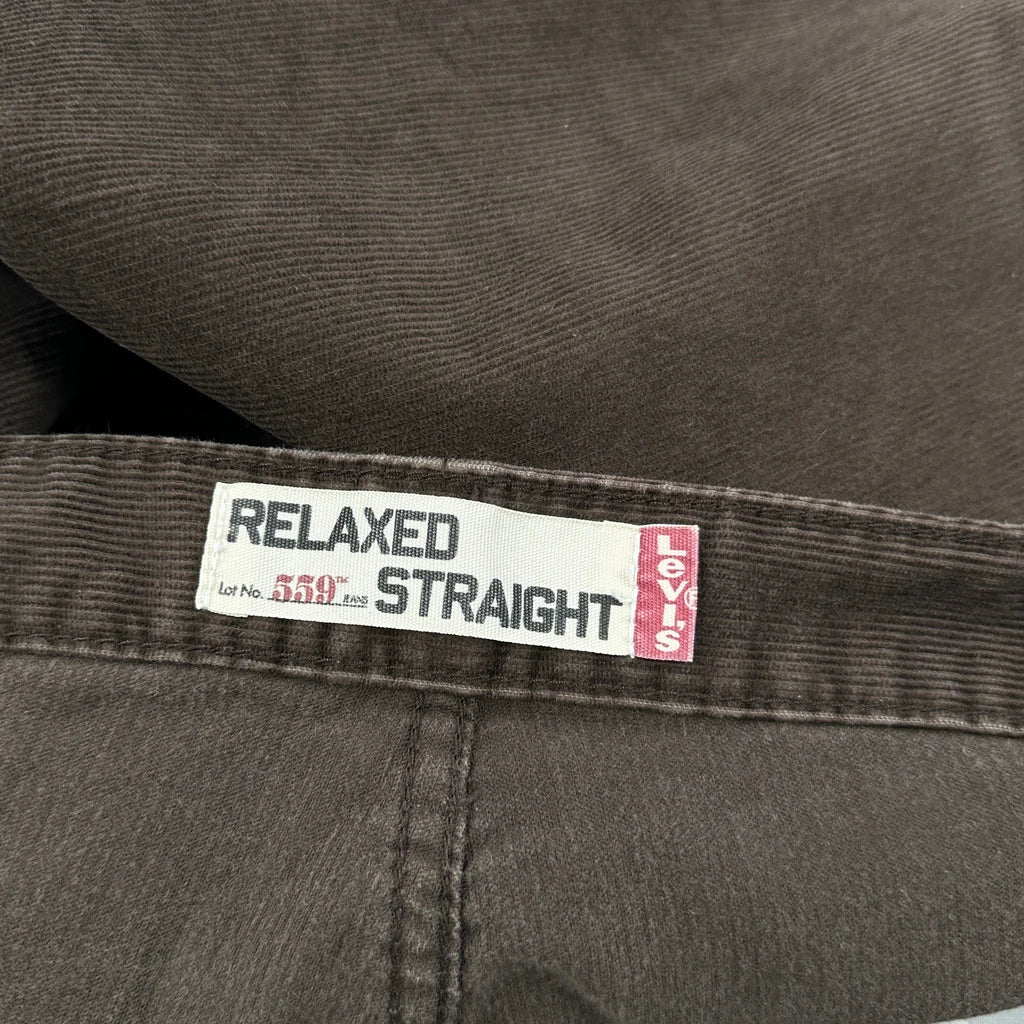 RELAXED
Lot No. 559™ JEANS STRAIGHT
Levi's®